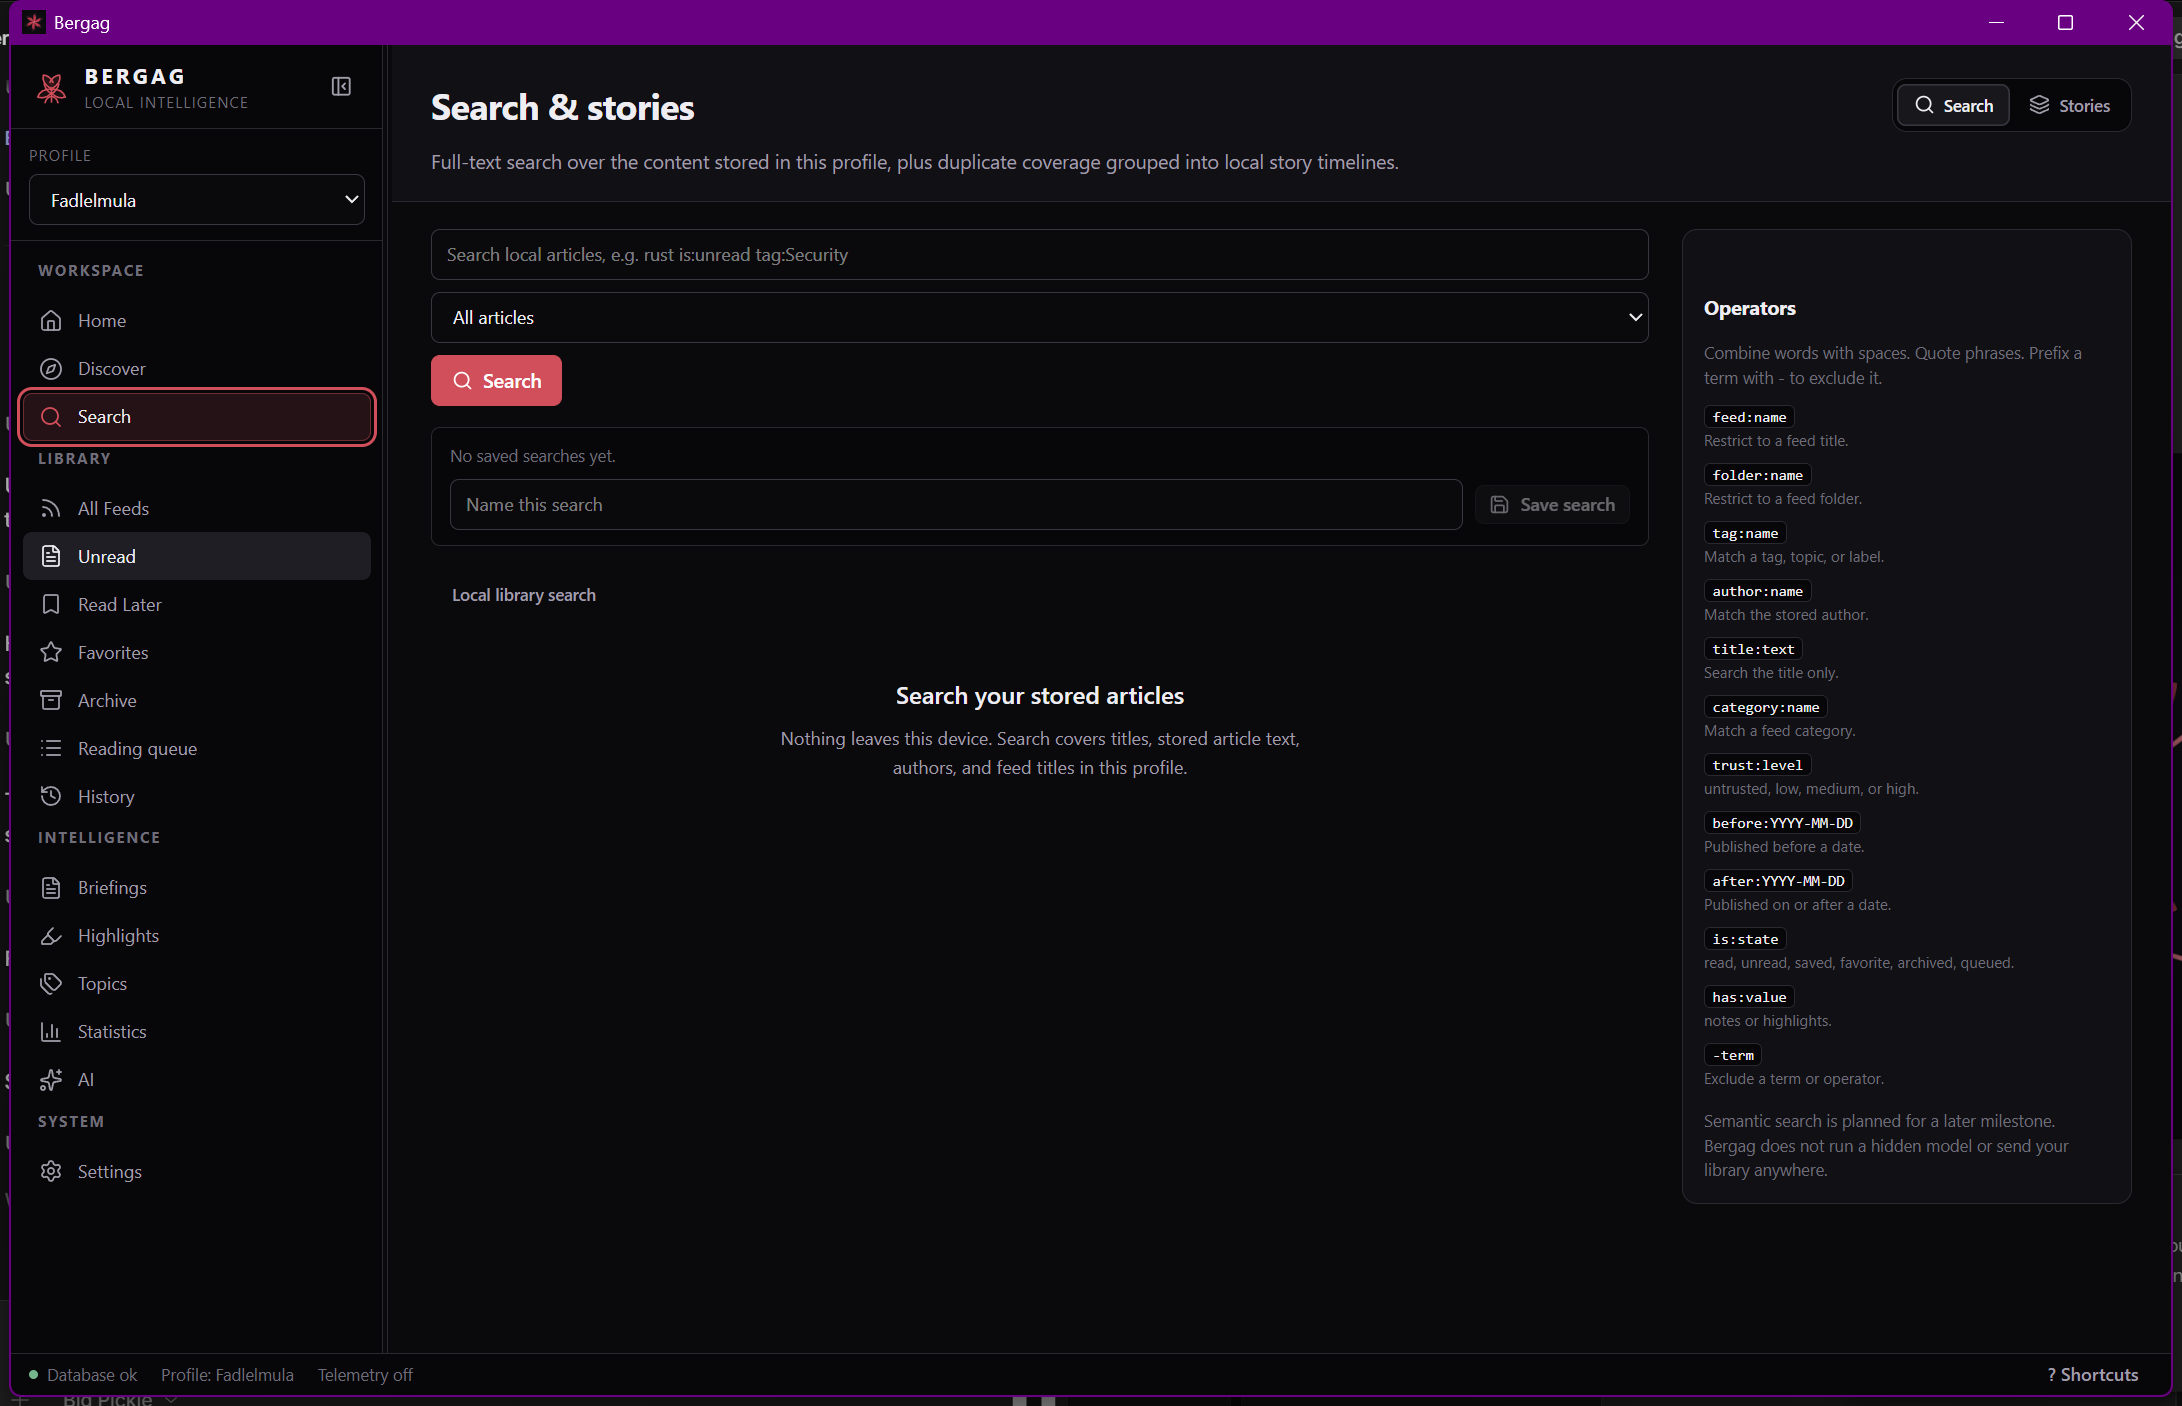 Bergag
BERGAG
LOCAL INTELLIGENCE
PROFILE
Fadlelmula
WORKSPACE
Home
Discover
Search
LIBRARY
All Feeds
Unread
Read Later
Favorites
Archive
Reading queue
History
INTELLIGENCE
Briefings
Highlights
Topics
Statistics
AI
SYSTEM
Settings
Search & stories
Search
Stories
Full-text search over the content stored in this profile, plus duplicate coverage grouped into local story timelines.
Search local articles, e.g. rust is:unread tag:Security
All articles
Search
No saved searches yet.
Name this search
Save search
Local library search
Search your stored articles
Nothing leaves this device. Search covers titles, stored article text,
authors, and feed titles in this profile.
Operators
Combine words with spaces. Quote phrases. Prefix a
term with - to exclude it.
feed:name
Restrict to a feed title.
folder:name
Restrict to a feed folder.
tag:name
Match a tag, topic, or label.
author:name
Match the stored author.
title:text
Search the title only.
category:name
Match a feed category.
trust:level
untrusted, low, medium, or high.
before:YYYY-MM-DD
Published before a date.
after:YYYY-MM-DD
Published on or after a date.
is:state
read, unread, saved, favorite, archived, queued.
has:value
notes or highlights.
-term
Exclude a term or operator.
Semantic search is planned for a later milestone.
Bergag does not run a hidden model or send your
library anywhere.
Database ok
Profile: Fadlelmula
Telemetry off
? Shortcuts
Big Pickle